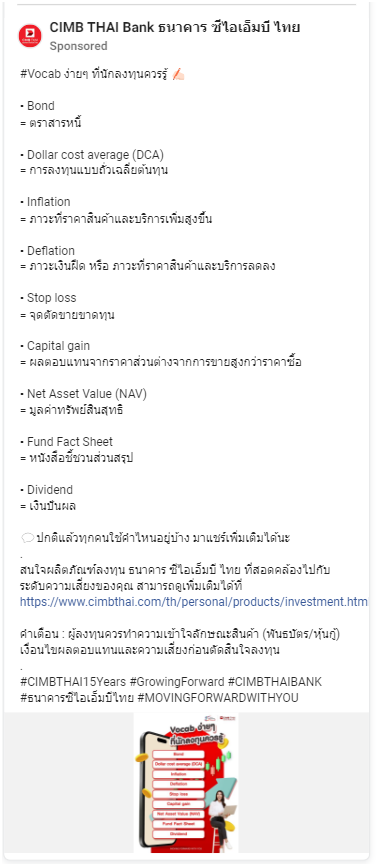 CIMB THAI Bank ธนาคาร ซีไอเอ็มบี ไทย
Sponsored
#Vocab ง่ายๆ ที่นักลงทุนควรรู้ ✍🏻
• Bond
= ตราสารหนี้
• Dollar cost average (DCA)
= การลงทุนแบบถัวเฉลี่ยต้นทุน
• Inflation
= ภาวะที่ราคาสินค้าและบริการเพิ่มสูงขึ้น
• Deflation
= ภาวะเงินฝืด หรือ ภาวะที่ราคาสินค้าและบริการลดลง
• Stop loss
= จุดตัดขายขาดทุน
• Capital gain
= ผลตอบแทนจากราคาส่วนต่างจากการขายสูงกว่าราคาซื้อ
• Net Asset Value (NAV)
= มูลค่าทรัพย์สินสุทธิ
• Fund Fact Sheet
= หนังสือชี้ชวนส่วนสรุป
• Dividend
= เงินปันผล
💬ปกติแล้วทุกคนใช้คำไหนอยู่บ้าง มาแชร์เพิ่มเติมได้นะ
.
สนใจผลิตภัณฑ์ลงทุน ธนาคาร ซีไอเอ็มบี ไทย ที่สอดคล้องไปกับ
ระดับความเสี่ยงของคุณ สามารถดูเพิ่มเติมได้ที่
https://www.cimbthai.com/th/personal/products/investment.htm
คำเตือน : ผู้ลงทุนควรทำความเข้าใจลักษณะสินค้า (พันธบัตร/หุ้นกู้)
เงื่อนไขผลตอบแทนและความเสี่ยงก่อนตัดสินใจลงทุน
.
#CIMBTHAI15Years #GrowingForward #CIMBTHAIBANK
#ธนาคารซีไอเอ็มบีไทย #MOVINGFORWARDWITHYOU
Vocab ง่ายๆ
ที่นักลงทุนควรรู้
Bond
Dollar cost average (DCA)
Inflation
Deflation
Stop loss
Capital gain
Net Asset Value (NAV)
Fund Fact Sheet
Dividend